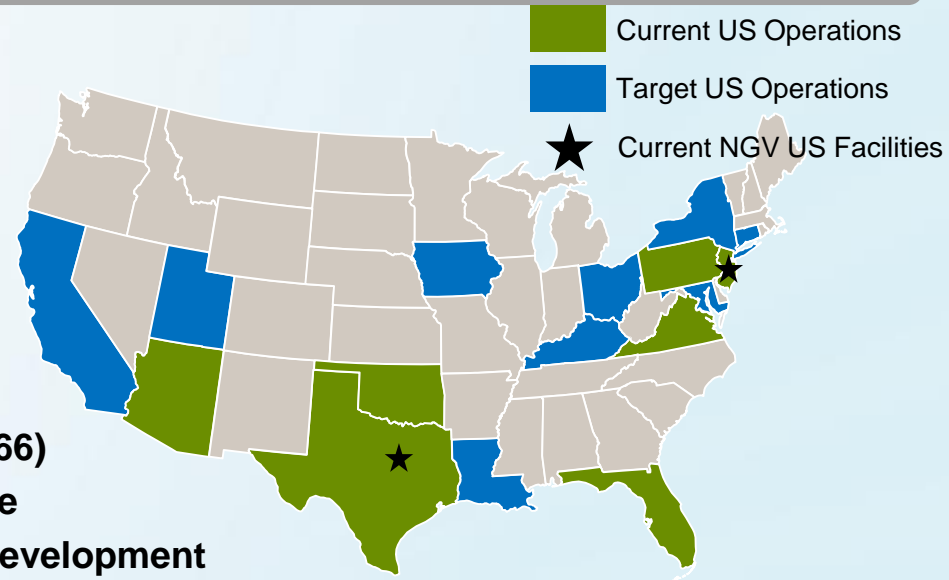 Current US Operations
Target US Operations
Current NGV US Facilities
66)
e
evelopment